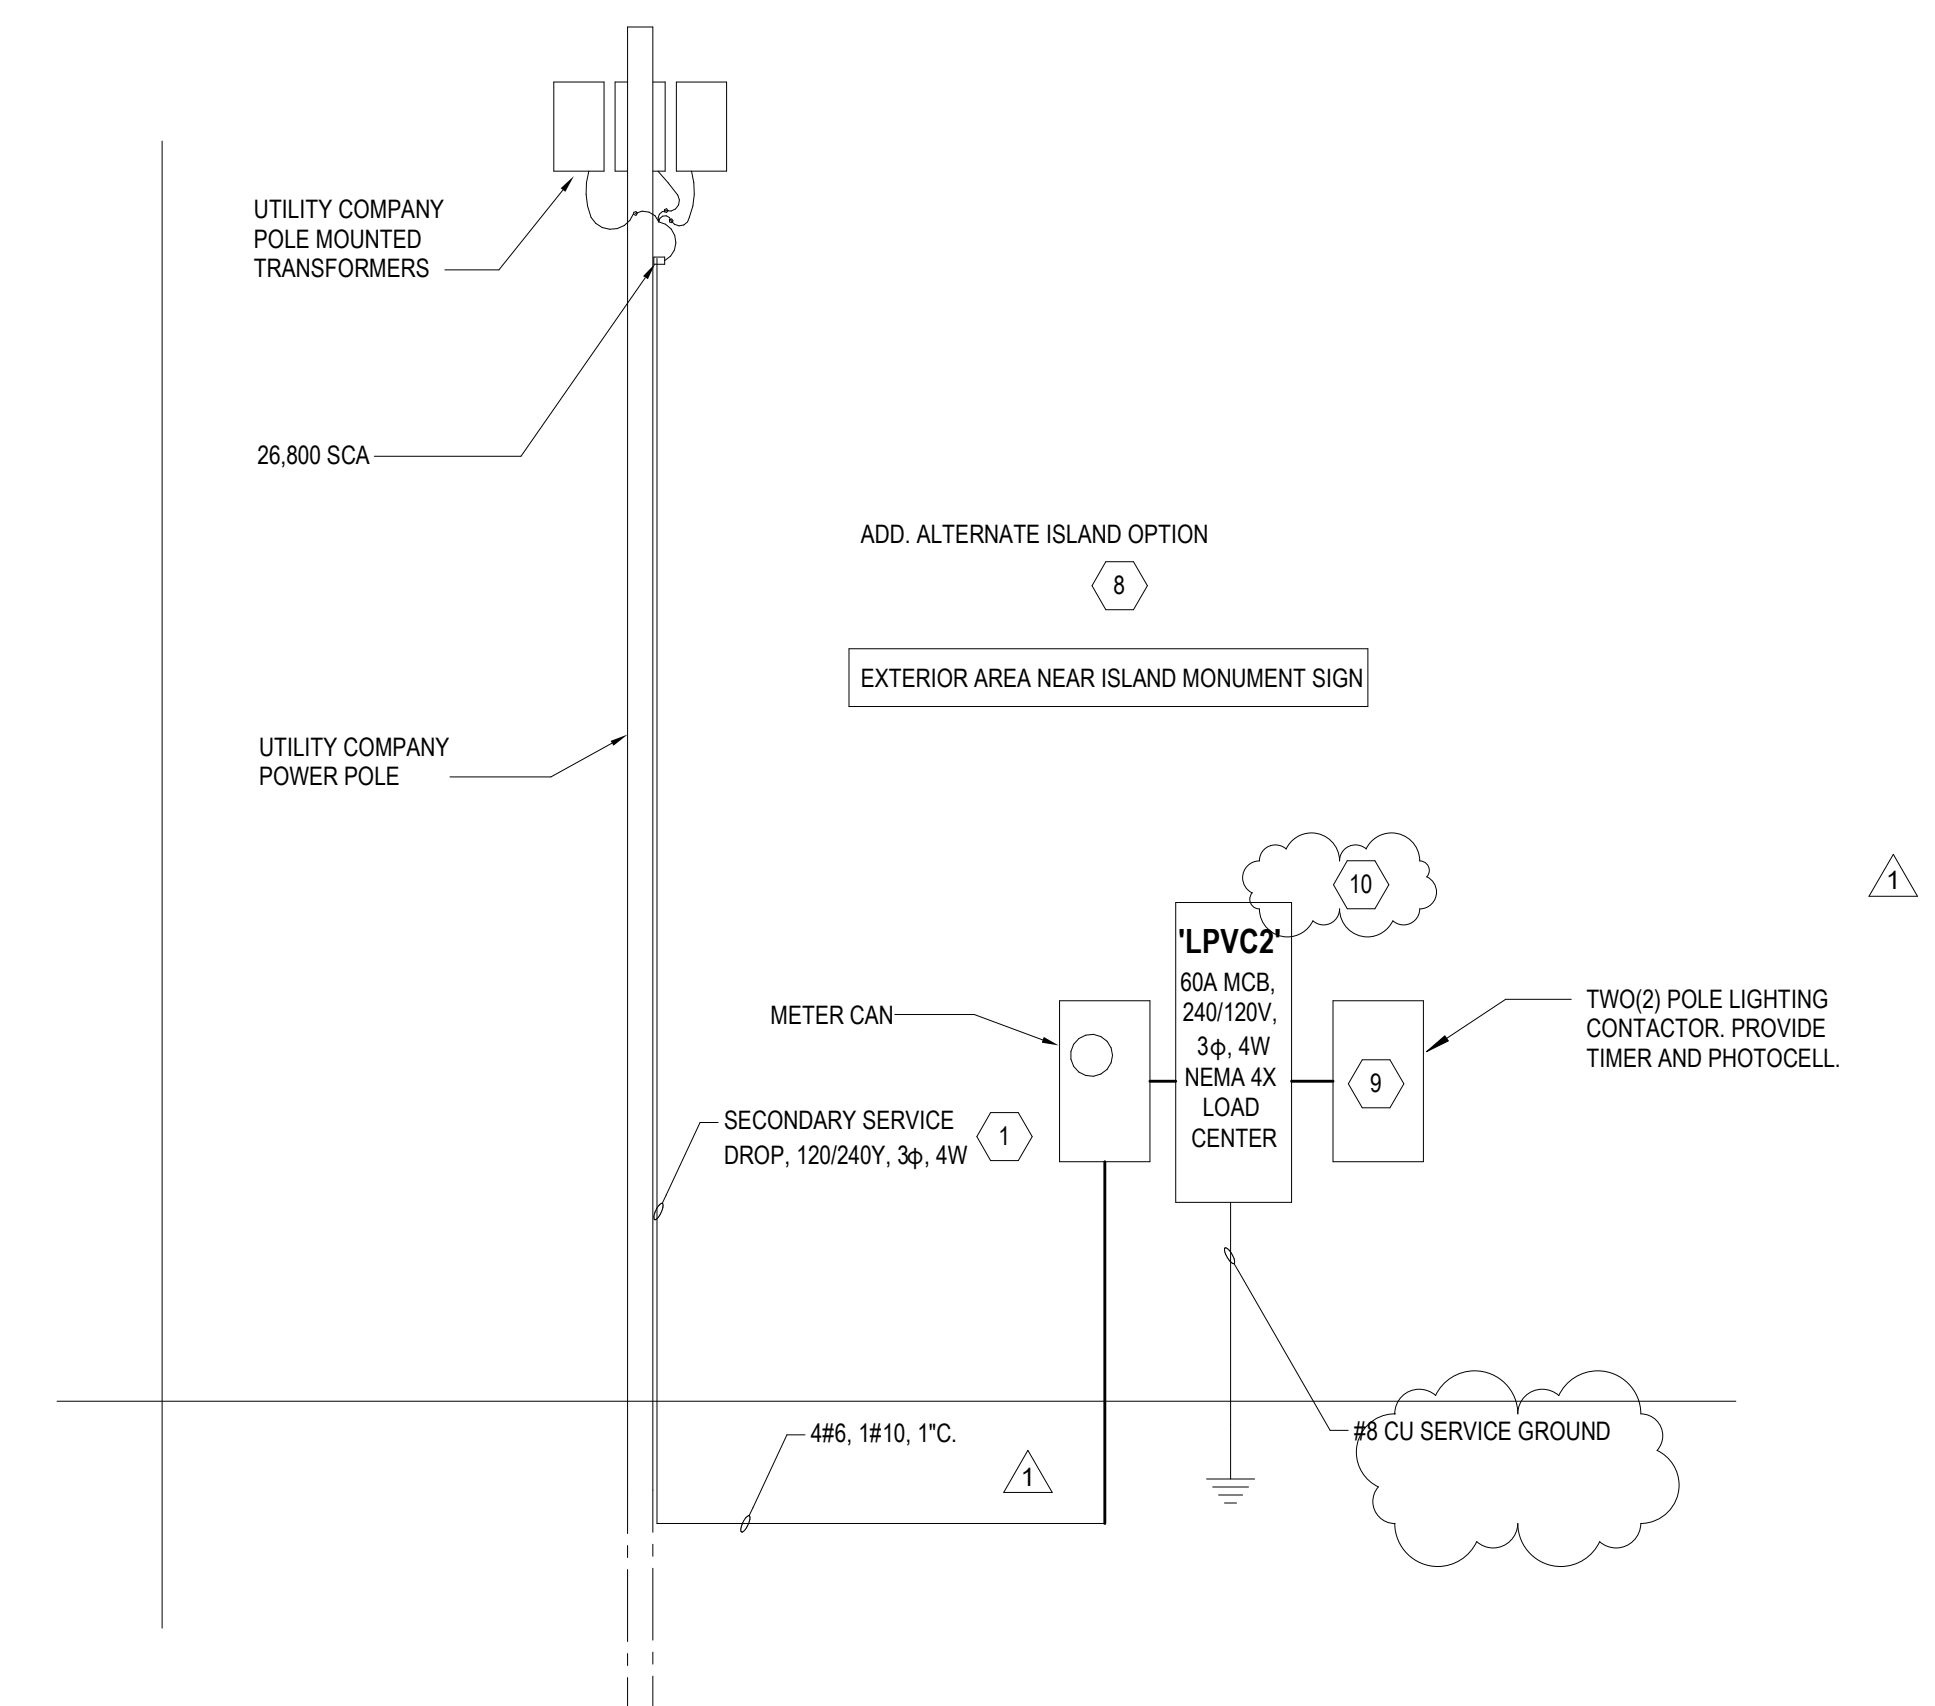 UTILITY COMPANY
POLE MOUNTED
TRANSFORMERS
26,800 SCA
ADD. ALTERNATE ISLAND OPTION
8
EXTERIOR AREA NEAR ISLAND MONUMENT SIGN
UTILITY COMPANY
POWER POLE
10
1
'LPVC2'
60A MCB,
240/120V,
3ϕ, 4W
NEMA 4X
LOAD
CENTER
METER CAN
TWO(2) POLE LIGHTING
CONTACTOR. PROVIDE
TIMER AND PHOTOCELL.
9
SECONDARY SERVICE
DROP, 120/240Y, 3ϕ, 4W
1
4#6, 1#10, 1"C.
1
#8 CU SERVICE GROUND